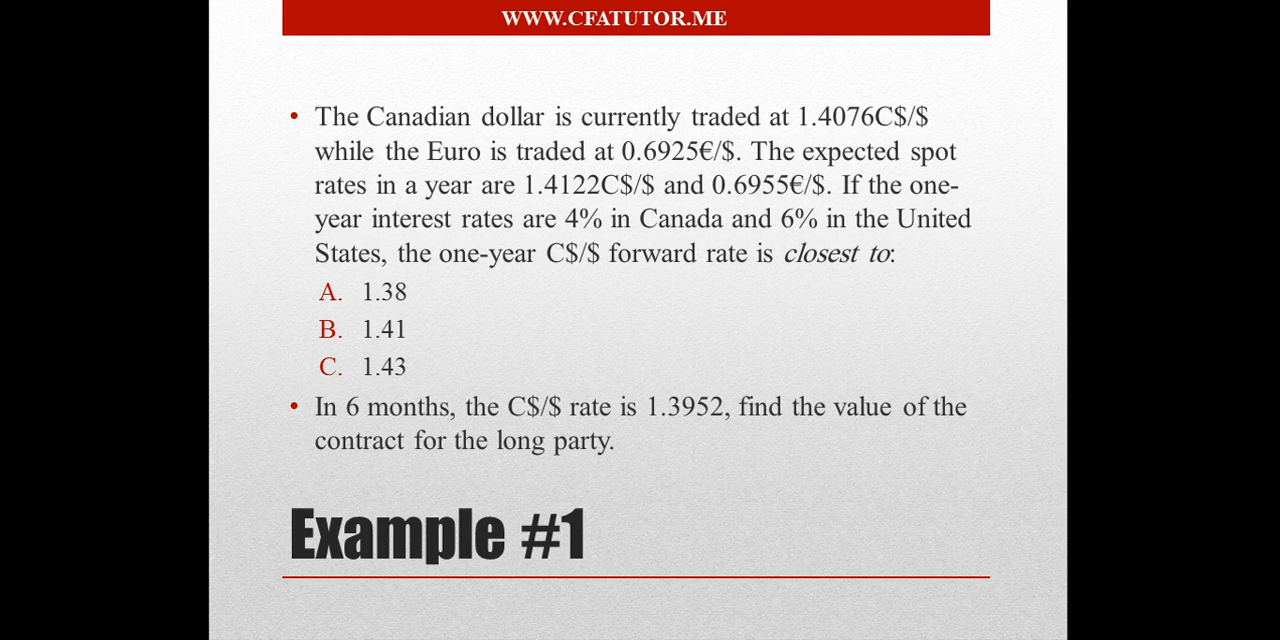 WWW.CFATUTOR.ME
• The Canadian dollar is currently traded at 1.4076C$/$
while the Euro is traded at 0.6925€/$. The expected spot
rates in a year are 1.4122C$/$ and 0.6955€/$. If the one-
year interest rates are 4% in Canada and 6% in the United
States, the one-year C$/$ forward rate is closest to:
A. 1.38
B. 1.41
C. 1.43
• In 6 months, the C$/$ rate is 1.3952, find the value of the
contract for the long party.
Example #1